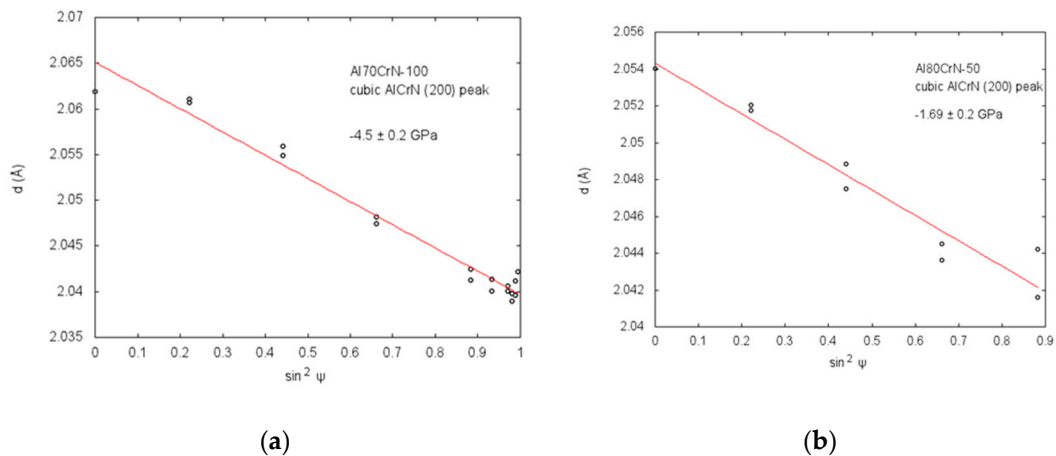 2.07
2.065
2.06
2.055
2.05
2.045
2.04
2.035
d (Å)
Al70CrN-100
cubic AlCrN (200) peak
-4.5 ± 0.2 GPa
0 0.1 0.2 0.3 0.4 0.5 0.6 0.7 0.8 0.9 1
sin² ψ
(a)
2.056
2.054
2.052
2.05
2.048
2.046
2.044
2.042
2.04
d (Å)
Al80CrN-50
cubic AlCrN (200) peak
-1.69 ± 0.2 GPa
0 0.1 0.2 0.3 0.4 0.5 0.6 0.7 0.8 0.9
sin² ψ
(b)